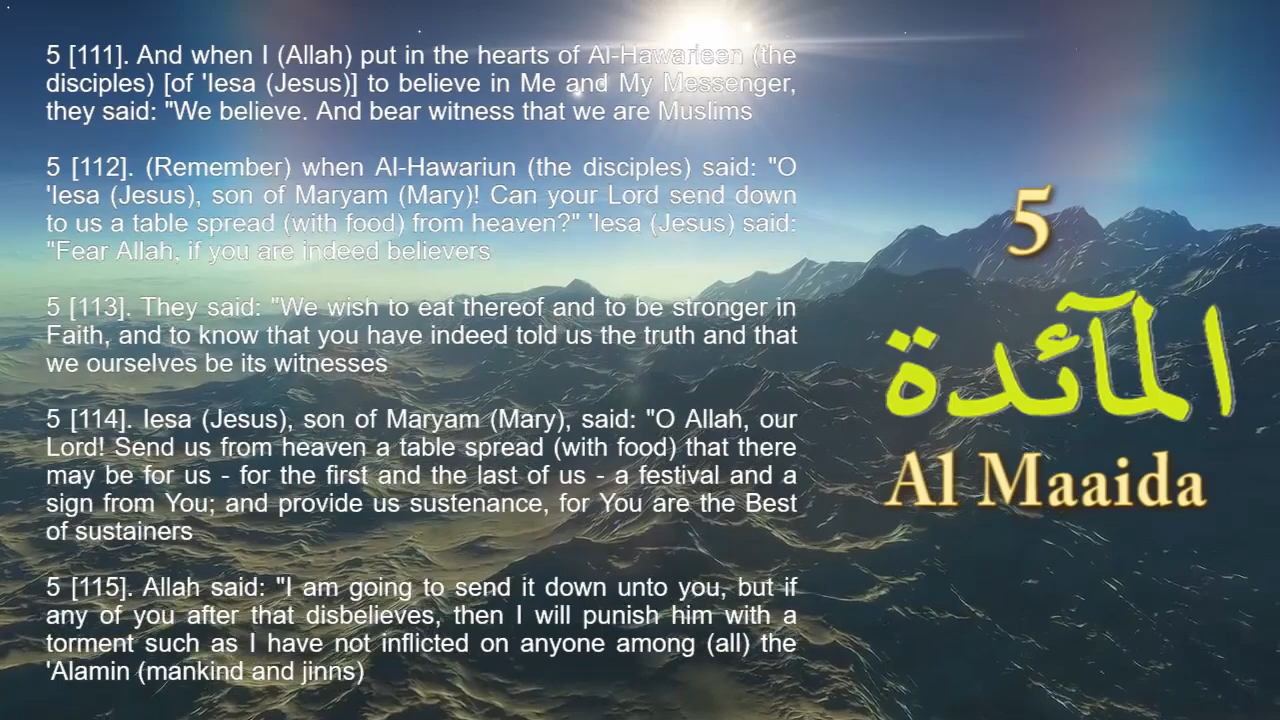 5 [111]. And when I (Allah) put in the hearts of Al-Hawarieen (the
disciples) [of 'Iesa (Jesus)] to believe in Me and My Messenger,
they said: "We believe. And bear witness that we are Muslims
5 [112]. (Remember) when Al-Hawariun (the disciples) said: "O
'Iesa (Jesus), son of Maryam (Mary)! Can your Lord send down
to us a table spread (with food) from heaven?" 'Iesa (Jesus) said:
"Fear Allah, if you are indeed believers
5 [113]. They said: "We wish to eat thereof and to be stronger in
Faith, and to know that you have indeed told us the truth and that
we ourselves be its witnesses
5 [114]. Iesa (Jesus), son of Maryam (Mary), said: "O Allah, our
Lord! Send us from heaven a table spread (with food) that there
may be for us - for the first and the last of us - a festival and a
sign from You; and provide us sustenance, for You are the Best
of sustainers
5 [115]. Allah said: "I am going to send it down unto you, but if
any of you after that disbelieves, then I will punish him with a
torment such as I have not inflicted on anyone among (all) the
'Alamin (mankind and jinns)
5
المآئدة
Al Maaida